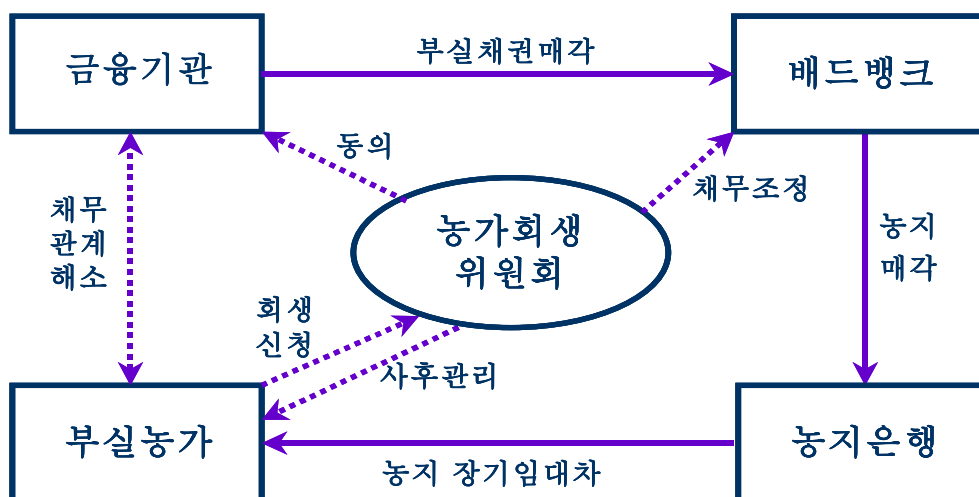 금융기관
부실채권매각
배드뱅크
동의
채무조정
채무
관계
해소
농가회생
위원회
농지
매각
회생
신청
사후관리
부실농가
농지 장기임대차
농지은행